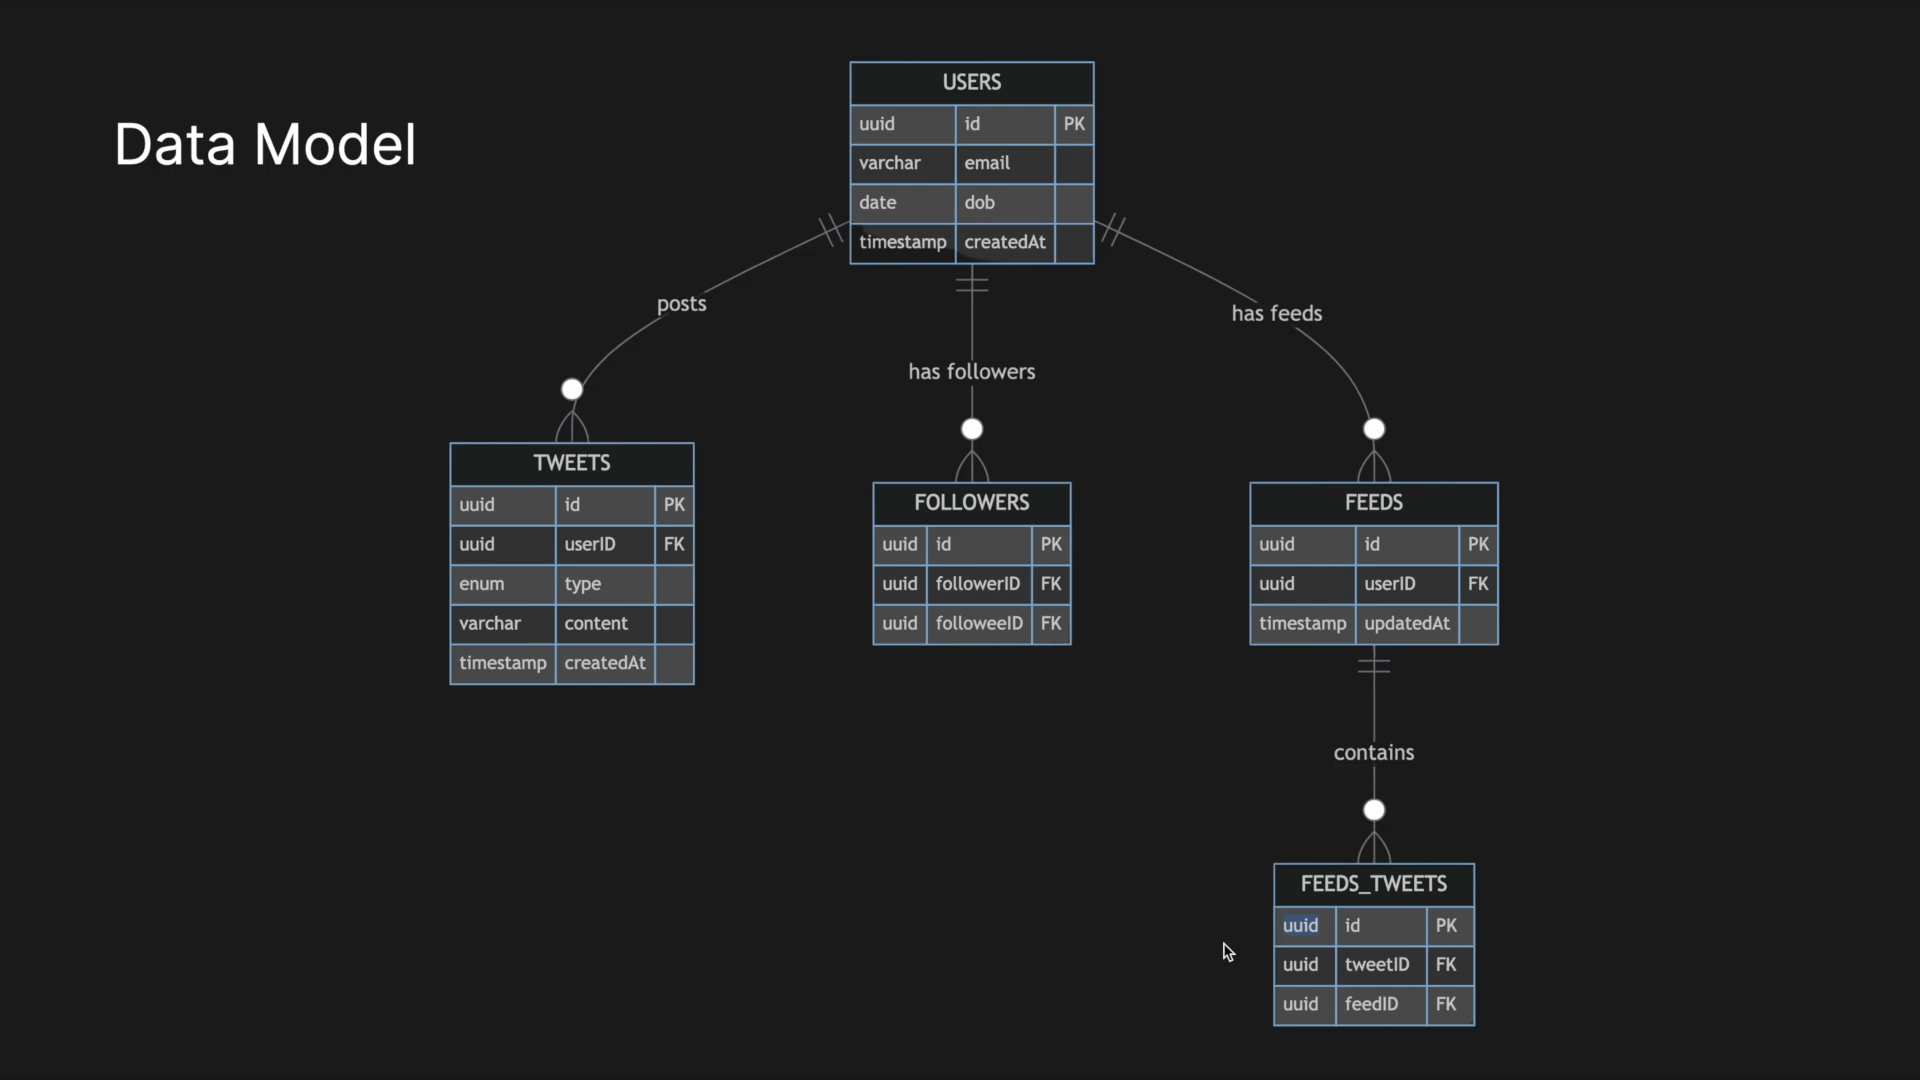 Data Model
USERS
uuid id PK
varchar email
date dob
timestamp createdAt
posts
has followers
has feeds
TWEETS
uuid id PK
uuid userID FK
enum type
varchar content
timestamp createdAt
FOLLOWERS
uuid id PK
uuid followerID FK
uuid followeeID FK
FEEDS
uuid id PK
uuid userID FK
timestamp updatedAt
contains
FEEDS_TWEETS
uuid id PK
uuid tweetID FK
uuid feedID FK